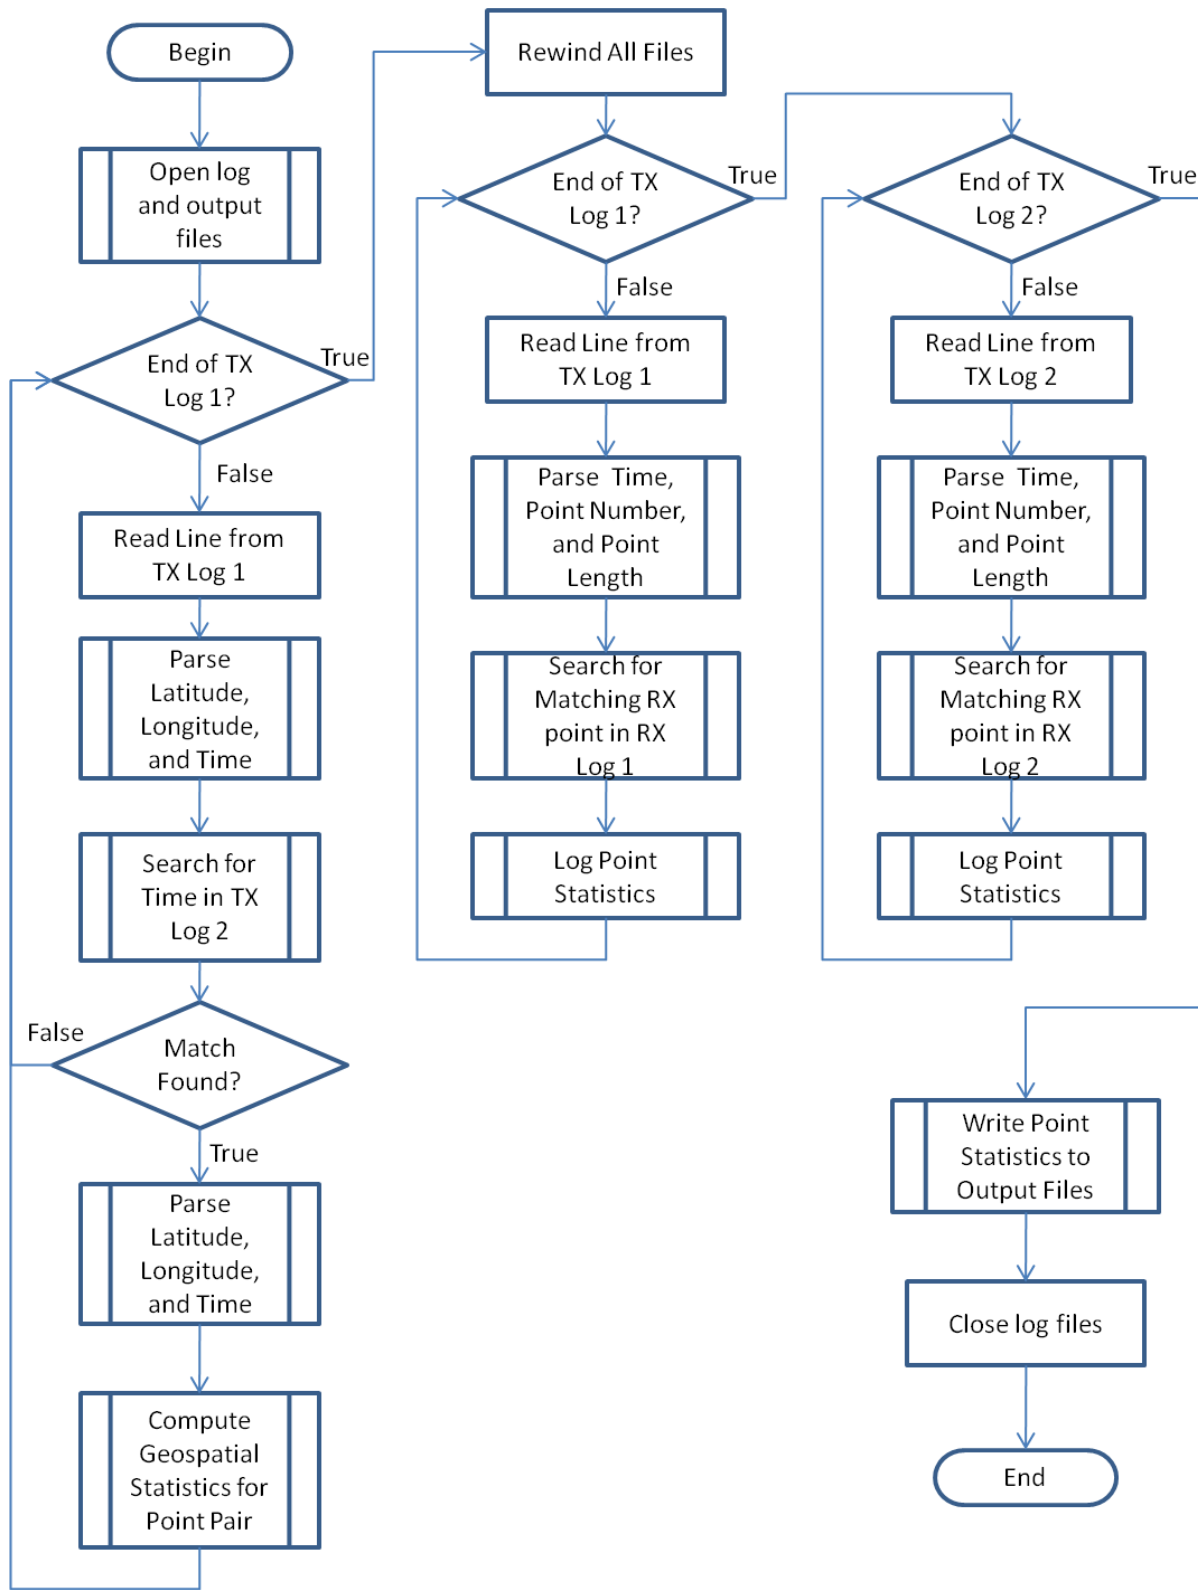 Begin
Open log
and output
files
End of TX
Log 1?
True
False
Read Line from
TX Log 1
Parse
Latitude,
Longitude,
and Time
Search for
Time in TX
Log 2
False
Match
Found?
True
Parse
Latitude,
Longitude,
and Time
Compute
Geospatial
Statistics for
Point Pair
Rewind All Files
End of TX
Log 1?
True
False
Read Line from
TX Log 1
Parse Time,
Point Number,
and Point
Length
Search for
Matching RX
point in RX
Log 1
Log Point
Statistics
End of TX
Log 2?
True
False
Read Line from
TX Log 2
Parse Time,
Point Number,
and Point
Length
Search for
Matching RX
point in RX
Log 2
Log Point
Statistics
Write Point
Statistics to
Output Files
Close log files
End